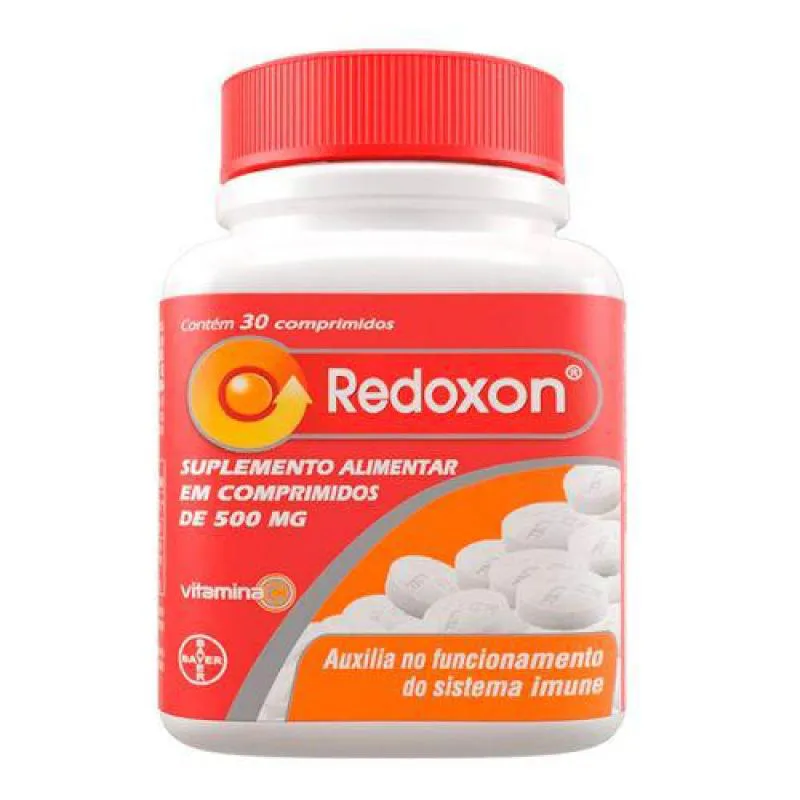 Contém 30 comprimidos
Redoxon®
SUPLEMENTO ALIMENTAR
EM COMPRIMIDOS
DE 500 MG
vitamina C
BAYER
BAYER
Auxilia no funcionamento
do sistema imune